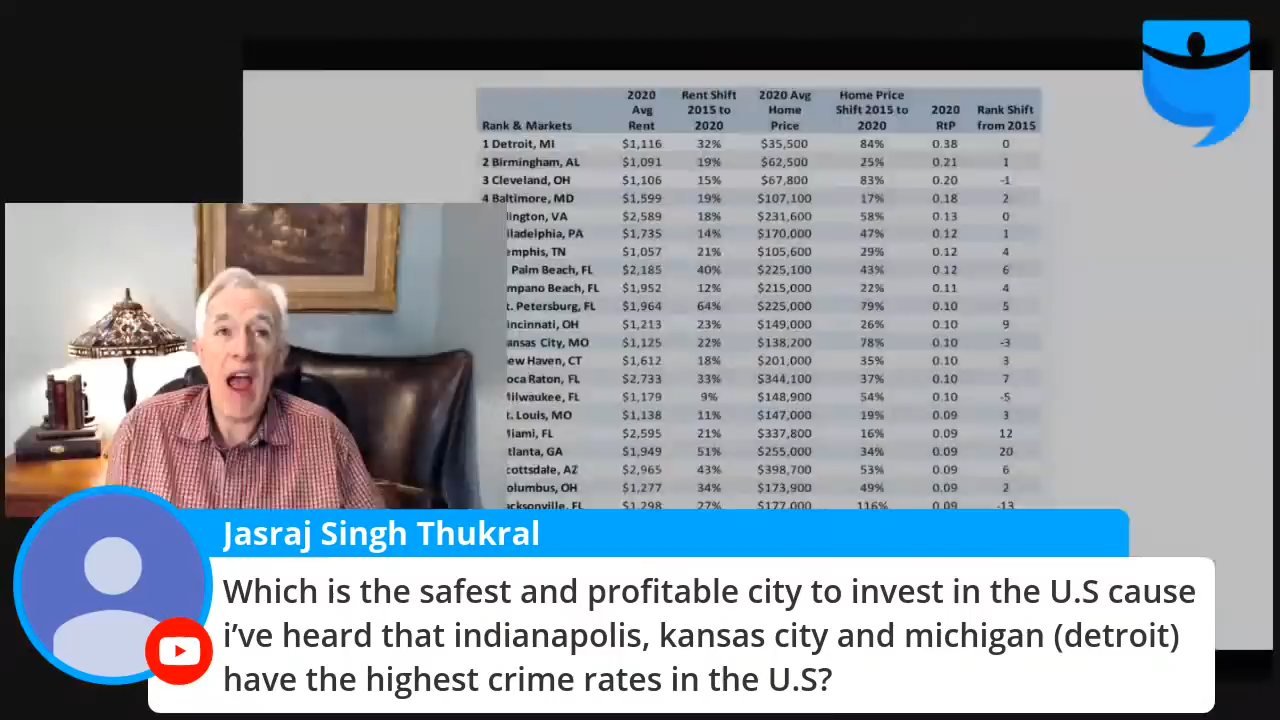 2020 Rent Shift 2020 Avg Home Price
Avg 2015 to Home Shift 2015 to 2020 Rank Shift
Rank & Markets Rent 2020 Price 2020 RtP from 2015
1 Detroit, MI $1,116 32% $35,500 84% 0.38 0
2 Birmingham, AL $1,091 19% $62,500 25% 0.21 1
3 Cleveland, OH $1,106 15% $67,800 83% 0.20 -1
4 Baltimore, MD $1,599 19% $107,100 17% 0.18 2
lington, VA $2,589 18% $231,600 58% 0.13 0
iladelphia, PA $1,735 14% $170,000 47% 0.12 1
emphis, TN $1,057 21% $105,600 29% 0.12 4
Palm Beach, FL $2,185 40% $225,100 43% 0.12 6
mpano Beach, FL $1,952 12% $215,000 22% 0.11 4
t. Petersburg, FL $1,964 64% $225,000 79% 0.10 5
incinnati, OH $1,213 23% $149,000 26% 0.10 9
ansas City, MO $1,125 22% $138,200 78% 0.10 -3
ew Haven, CT $1,612 18% $201,000 35% 0.10 3
oca Raton, FL $2,733 33% $344,100 37% 0.10 7
Milwaukee, FL $1,179 9% $148,900 54% 0.10 -5
t. Louis, MO $1,138 11% $147,000 19% 0.09 3
Miami, FL $2,595 21% $337,800 16% 0.09 12
tlanta, GA $1,949 51% $255,000 34% 0.09 20
cottsdale, AZ $2,965 43% $398,700 53% 0.09 6
olumbus, OH $1,277 34% $173,900 49% 0.09 2
acksonville, FL $1,298 27% $177,000 116% 0.09 -13
Jasraj Singh Thukral
Which is the safest and profitable city to invest in the U.S cause
i've heard that indianapolis, kansas city and michigan (detroit)
have the highest crime rates in the U.S?